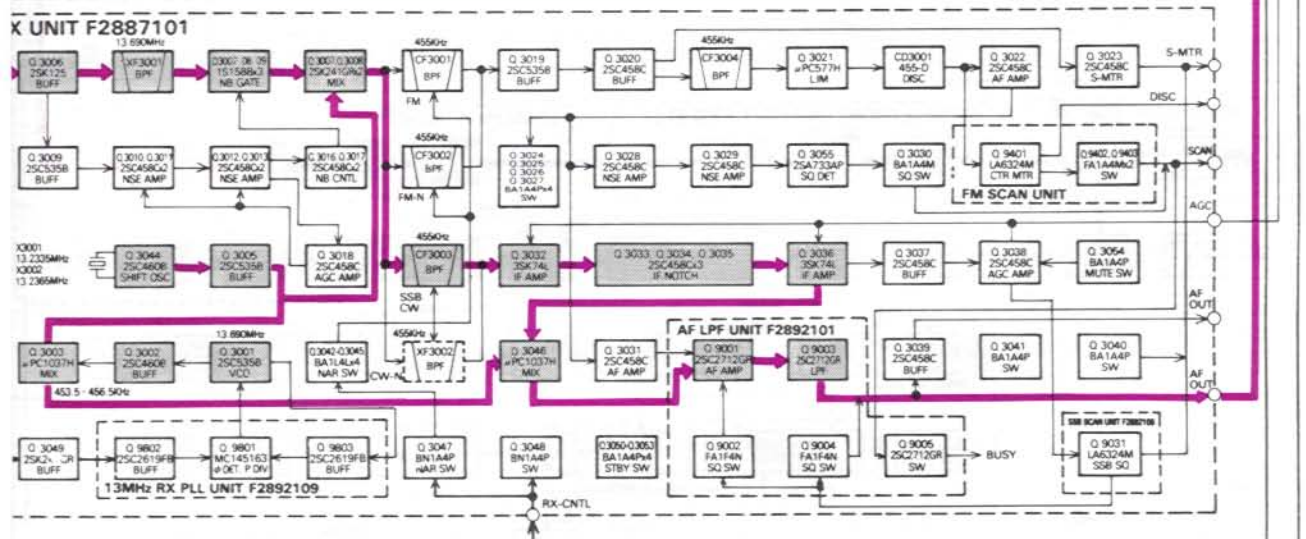 X UNIT F2887101
Q 3006
2SK125
BUFF
13.690MHz
XF3001
BPF
NB GATE
MIX
455KHz
CF3001
BPF
FM
Q 3019
2SC535B
BUFF
Q 3020
2SC458C
BUFF
455KHz
CF3004
BPF
Q 3021
μPC577H
LIM
CD3001
455-D
DISC
Q 3022
2SC458C
AF AMP
Q 3023
2SC458C
S-MTR
S-MTR
DISC
Q 3009
2SC535B
BUFF
Q 3010, Q 3011
2SC458Cx2
NSE AMP
Q 3012, Q 3013
2SC458Cx2
NSE AMP
Q 3016, Q 3017
2SC458Cx2
NB CNTL
455KHz
CF3002
BPF
FM-N
Q 3024
Q 3025
Q 3026
Q 3027
BA1A4Px4
SW
Q 3028
2SC458C
NSE AMP
Q 3029
2SC458C
NSE AMP
Q 3055
2SA733AP
SQ DET
Q 3030
BA1A4M
SQ SW
Q 9401
LA6324M
CTR MTR
Q 9402, Q 9403
FA1A4Mx2
SW
FM SCAN UNIT
SCAN
AGC
X3001
13.2335MHz
X3002
13.2365MHz
Q 3044
2SC460B
SHIFT OSC
Q 3005
2SC535B
BUFF
Q 3018
2SC458C
AGC AMP
455KHz
CF3003
BPF
SSB
CW
Q 3032
3SK74L
IF AMP
Q 3033, Q 3034, Q 3035
2SC458Cx3
IF NOTCH
Q 3036
3SK74L
IF AMP
Q 3037
2SC458C
BUFF
Q 3038
2SC458C
AGC AMP
Q 3054
BA1A4P
MUTE SW
AF
OUT
Q 3003
μPC1037H
MIX
453.5 - 456.5KHz
Q 3002
2SC460B
BUFF
13.690MHz
Q 3001
2SC535B
VCO
Q 3042-Q3045
BA1L4Lx4
NAR SW
455KHz
XF3002
BPF
CW-N
Q 3046
μPC1037H
MIX
Q 3031
2SC458C
AF AMP
AF LPF UNIT F2892101
Q 9001
2SC2712GR
AF AMP
Q 9003
2SC2712GR
LPF
Q 3039
2SC458C
BUFF
Q 3041
BA1A4P
SW
Q 3040
BA1A4P
SW
AF
OUT
Q 3049
BUFF
Q 9802
2SC2619FB
BUFF
Q 9801
MC145163
φ DET. P DIV
Q 9803
2SC2619FB
BUFF
13MHz RX PLL UNIT F2892109
Q 3047
BN1A4P
NAR SW
Q 3048
BN1A4P
SW
Q3050-Q3053
BA1A4Px4
STBY SW
Q 9002
FA1F4N
SQ SW
Q 9004
FA1F4N
SQ SW
Q 9005
2SC2712GR
SW
BUSY
SSB SCAN UNIT
Q 9031
LA6324M
SSB SQ
RX-CNTL